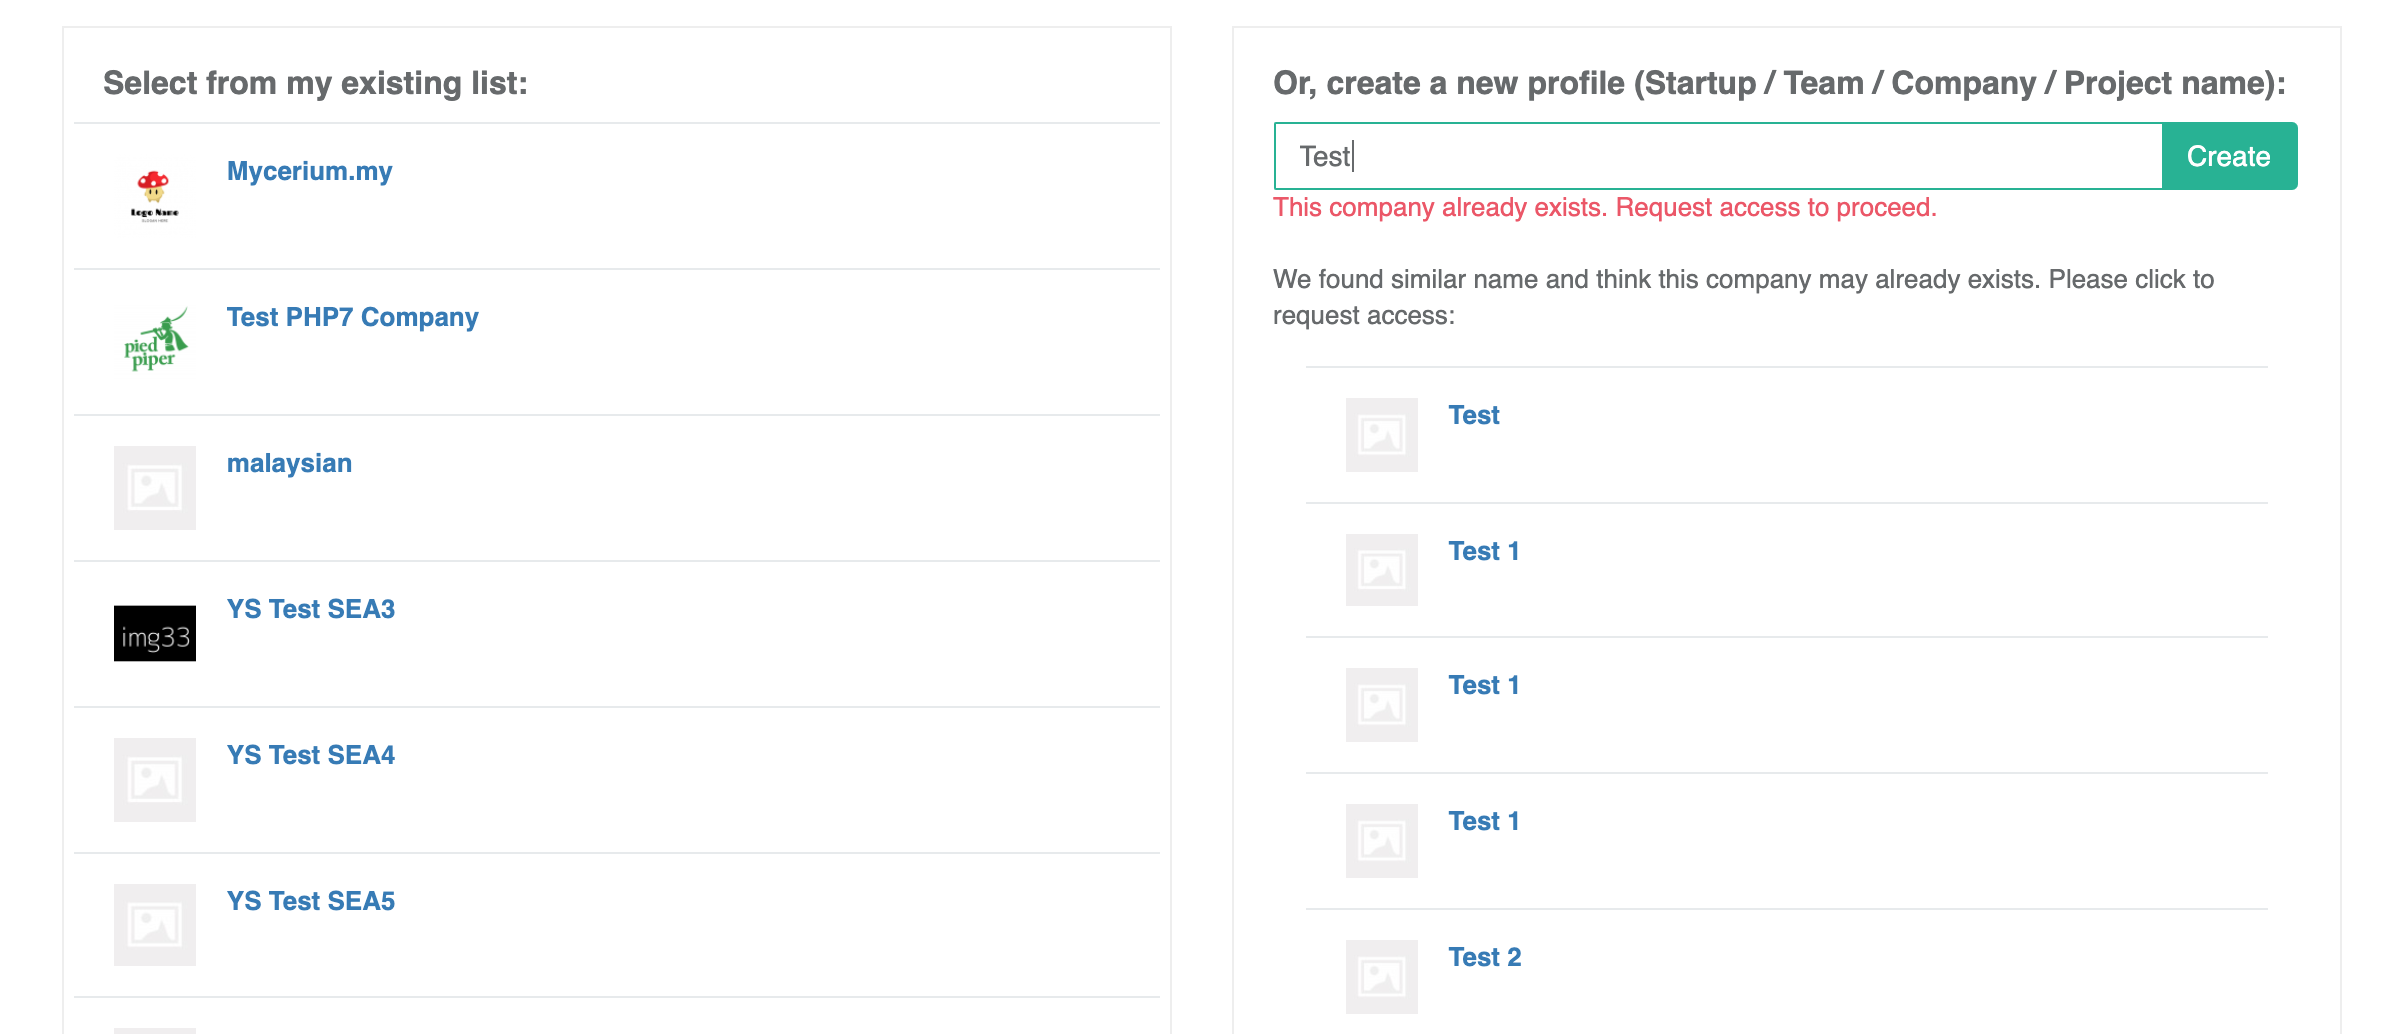 Select from my existing list:
Logo Name
Mycerium.my
pied
piper
Test PHP7 Company
malaysian
img33
YS Test SEA3
YS Test SEA4
YS Test SEA5
Or, create a new profile (Startup / Team / Company / Project name):
Test
Create
This company already exists. Request access to proceed.
We found similar name and think this company may already exists. Please click to
request access:
Test
Test 1
Test 1
Test 1
Test 2